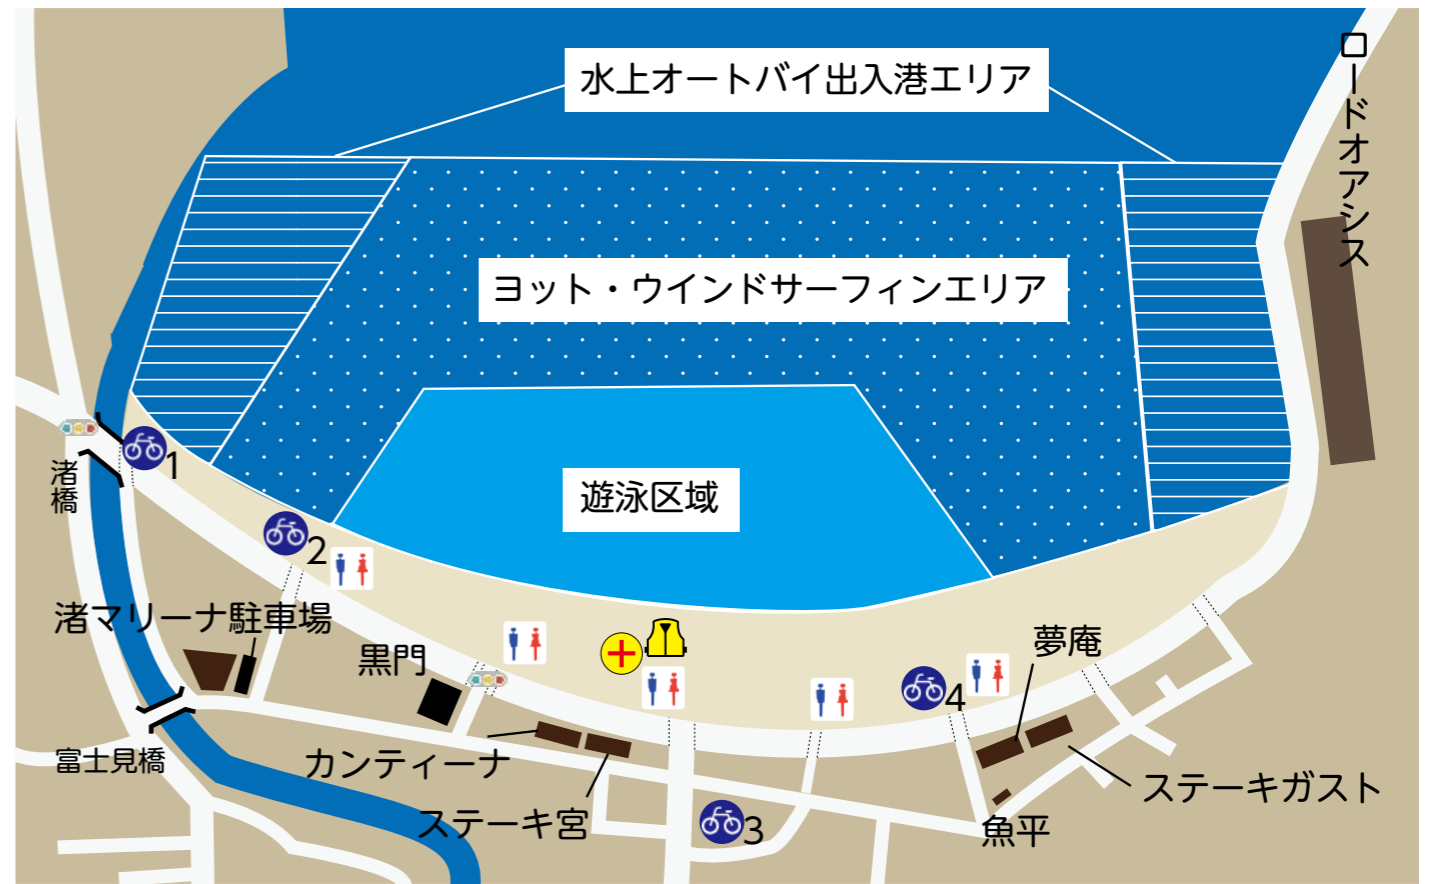 水上オートバイ出入港エリア
ロードオアシス
ヨット・ウインドサーフィンエリア
遊泳区域
渚橋
1
2
渚マリーナ駐車場
黒門
夢庵
4
富士見橋
カンティーナ
ステーキ宮
3
ステーキガスト
魚平